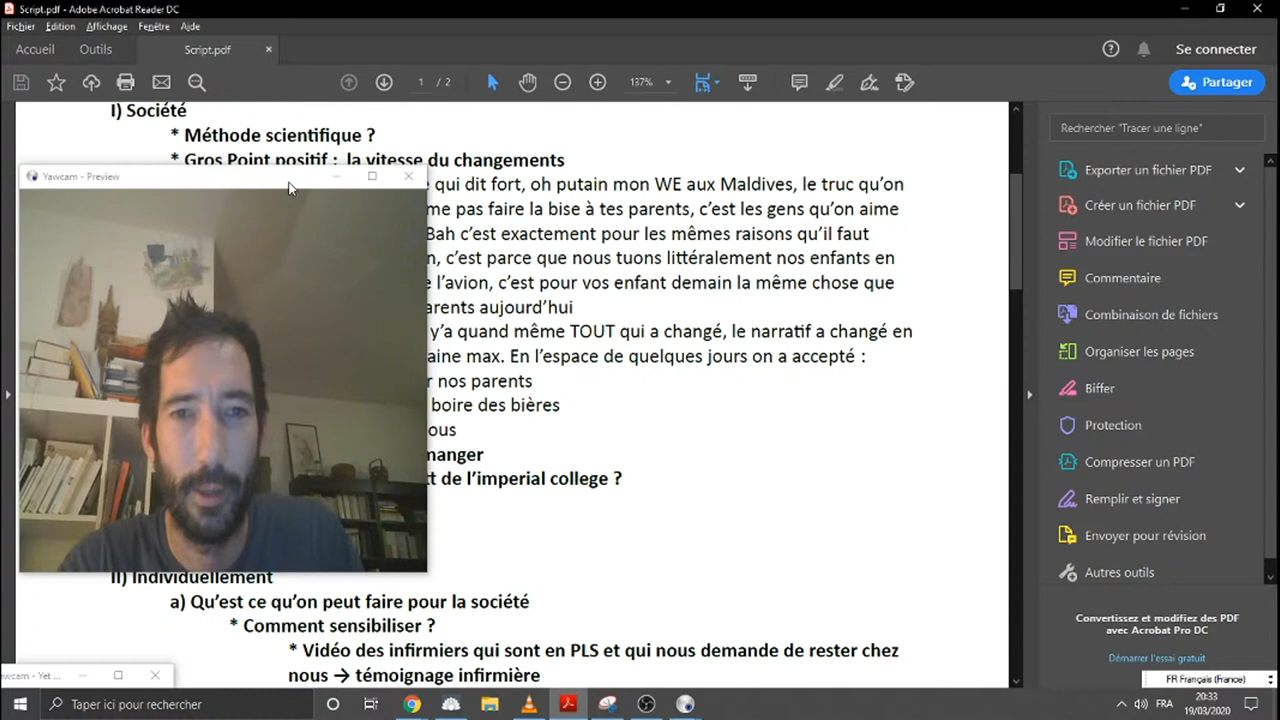 Script.pdf - Adobe Acrobat Reader DC
Fichier Edition Affichage Fenêtre Aide
Accueil Outils Script.pdf × Se connecter
1 / 2 137% Partager
I) Société
* Méthode scientifique ?
* Gros Point positif : la vitesse du changements
Yawcam - Preview
qui dit fort, oh putain mon WE aux Maldives, le truc qu’on
me pas faire la bise à tes parents, c’est les gens qu’on aime
Bah c’est exactement pour les mêmes raisons qu’il faut
n, c’est parce que nous tuons littéralement nos enfants en
e l’avion, c’est pour vos enfant demain la même chose que
arents aujourd’hui
y’a quand même TOUT qui a changé, le narratif a changé en
aine max. En l’espace de quelques jours on a accepté :
r nos parents
boire des bières
ous
manger
tt de l’imperial college ?
II) Individuellement
a) Qu’est ce qu’on peut faire pour la société
* Comment sensibiliser ?
* Vidéo des infirmiers qui sont en PLS et qui nous demande de rester chez
nous → témoignage infirmière
Rechercher "Tracer une ligne"
Exporter un fichier PDF
Créer un fichier PDF
Modifier le fichier PDF
Commentaire
Combinaison de fichiers
Organiser les pages
Biffer
Protection
Compresser un PDF
Remplir et signer
Envoyer pour révision
Autres outils
Convertissez et modifiez des PDF
avec Acrobat Pro DC
Démarrer l'essai gratuit
wcam - Yet ...
FR Français (France)
Taper ici pour rechercher
FRA
20:33
19/03/2020